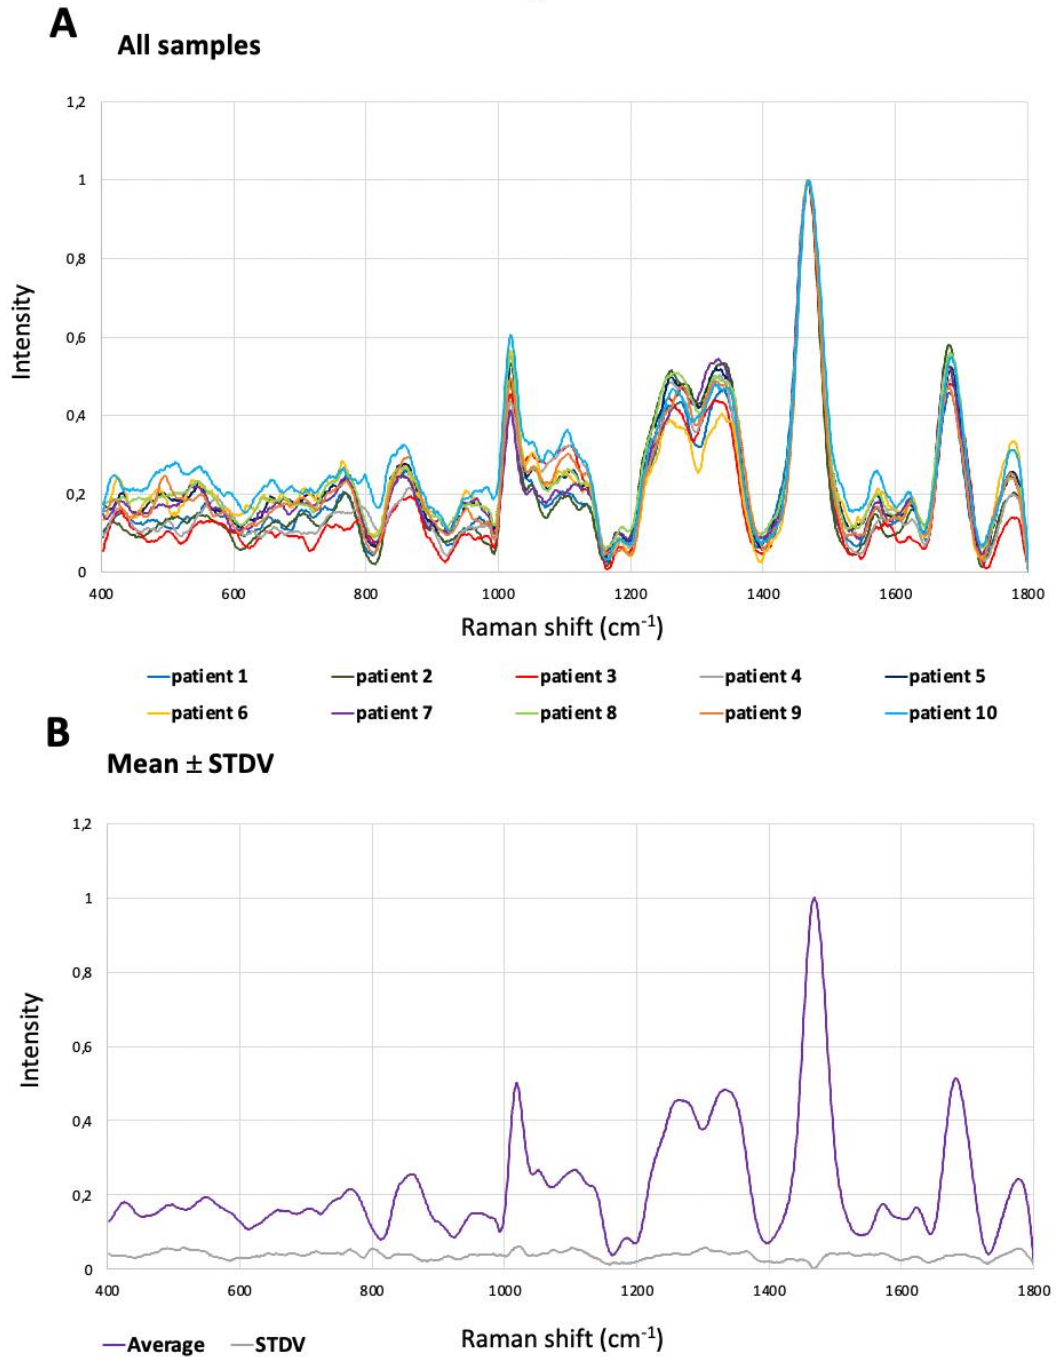 A
All samples
1,2
1
0,8
0,6
0,4
0,2
0
Intensity
400 600 800 1000 1200 1400 1600 1800
Raman shift (cm-1)
patient 1 patient 2 patient 3 patient 4 patient 5
patient 6 patient 7 patient 8 patient 9 patient 10
B
Mean ± STDV
1,2
1
0,8
0,6
0,4
0,2
0
Intensity
400 600 800 1000 1200 1400 1600 1800
Average STDV Raman shift (cm-1)